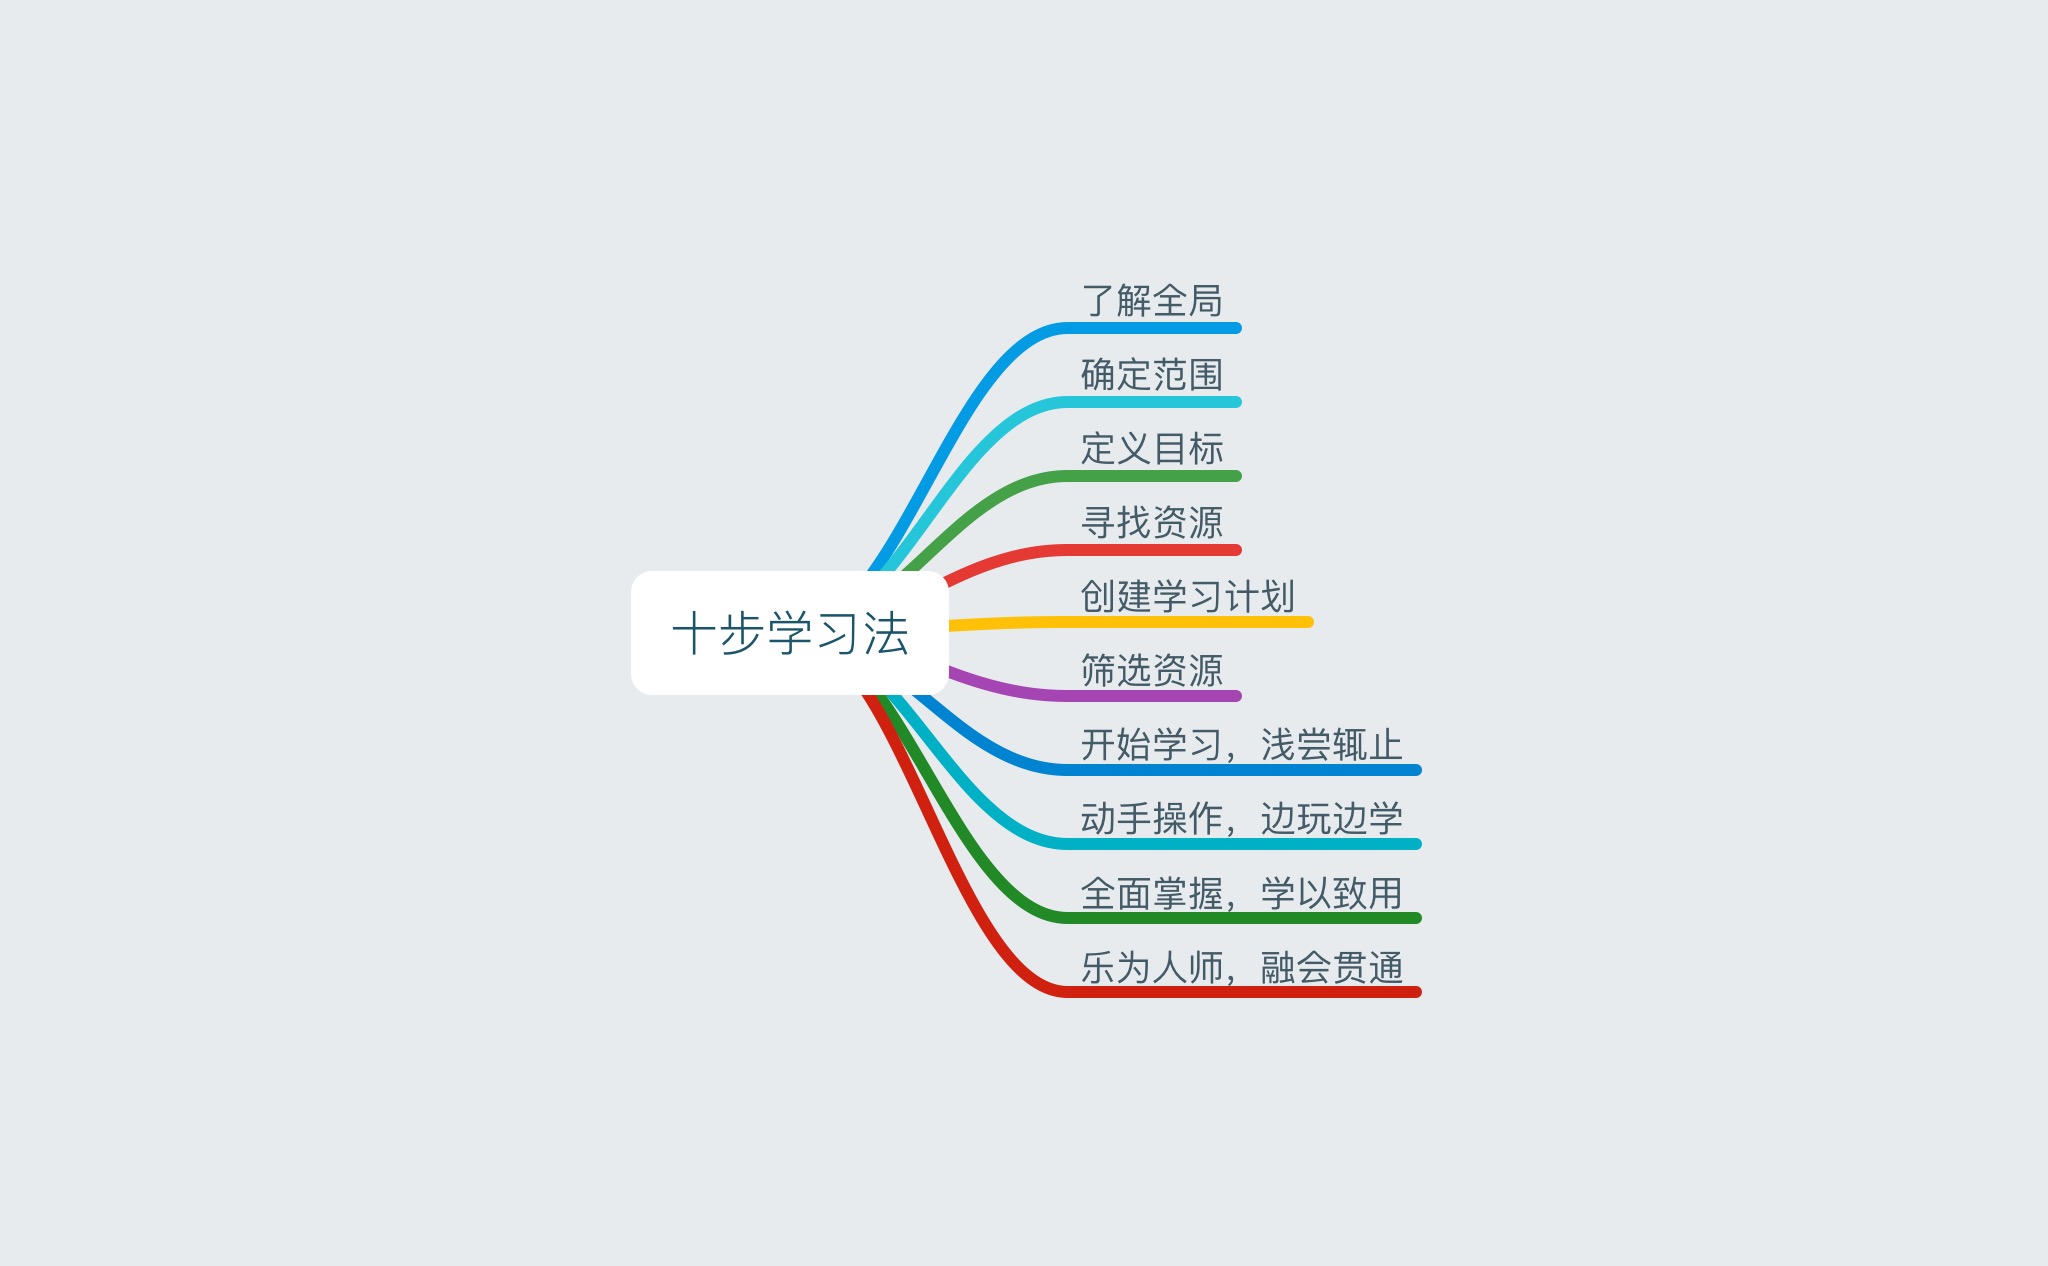 十步学习法
了解全局
确定范围
定义目标
寻找资源
创建学习计划
筛选资源
开始学习，浅尝辄止
动手操作，边玩边学
全面掌握，学以致用
乐为人师，融会贯通